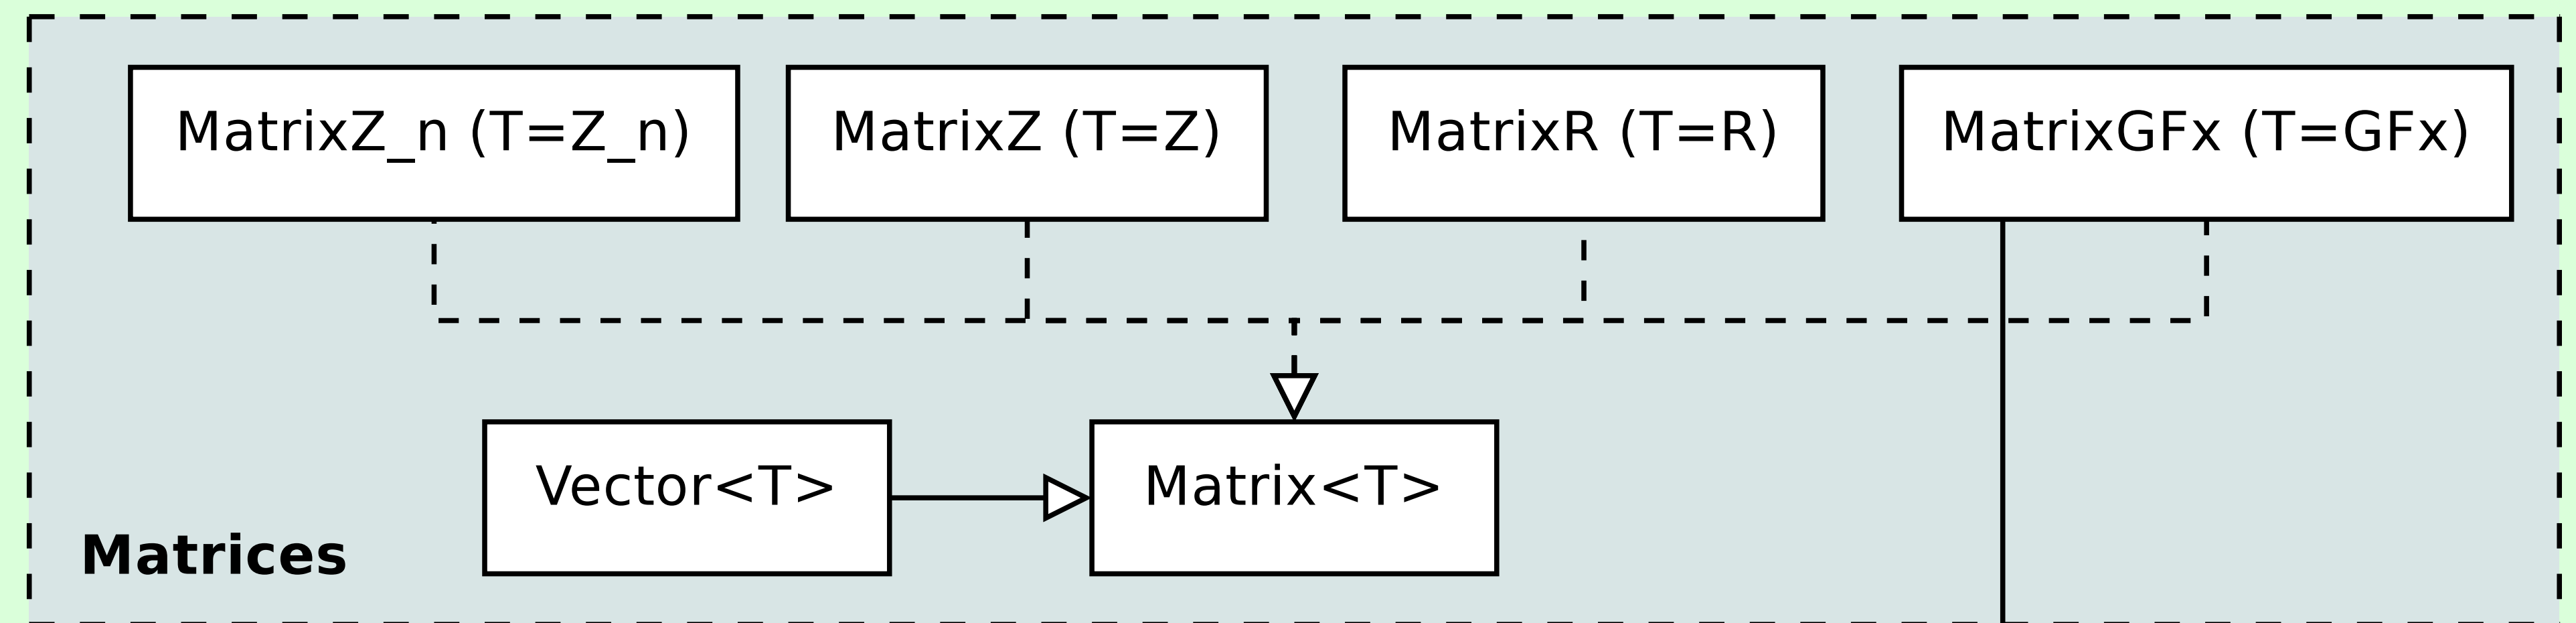 MatrixZ_n (T=Z_n)
MatrixZ (T=Z)
MatrixR (T=R)
MatrixGFx (T=GFx)
Vector<T>
Matrix<T>
Matrices